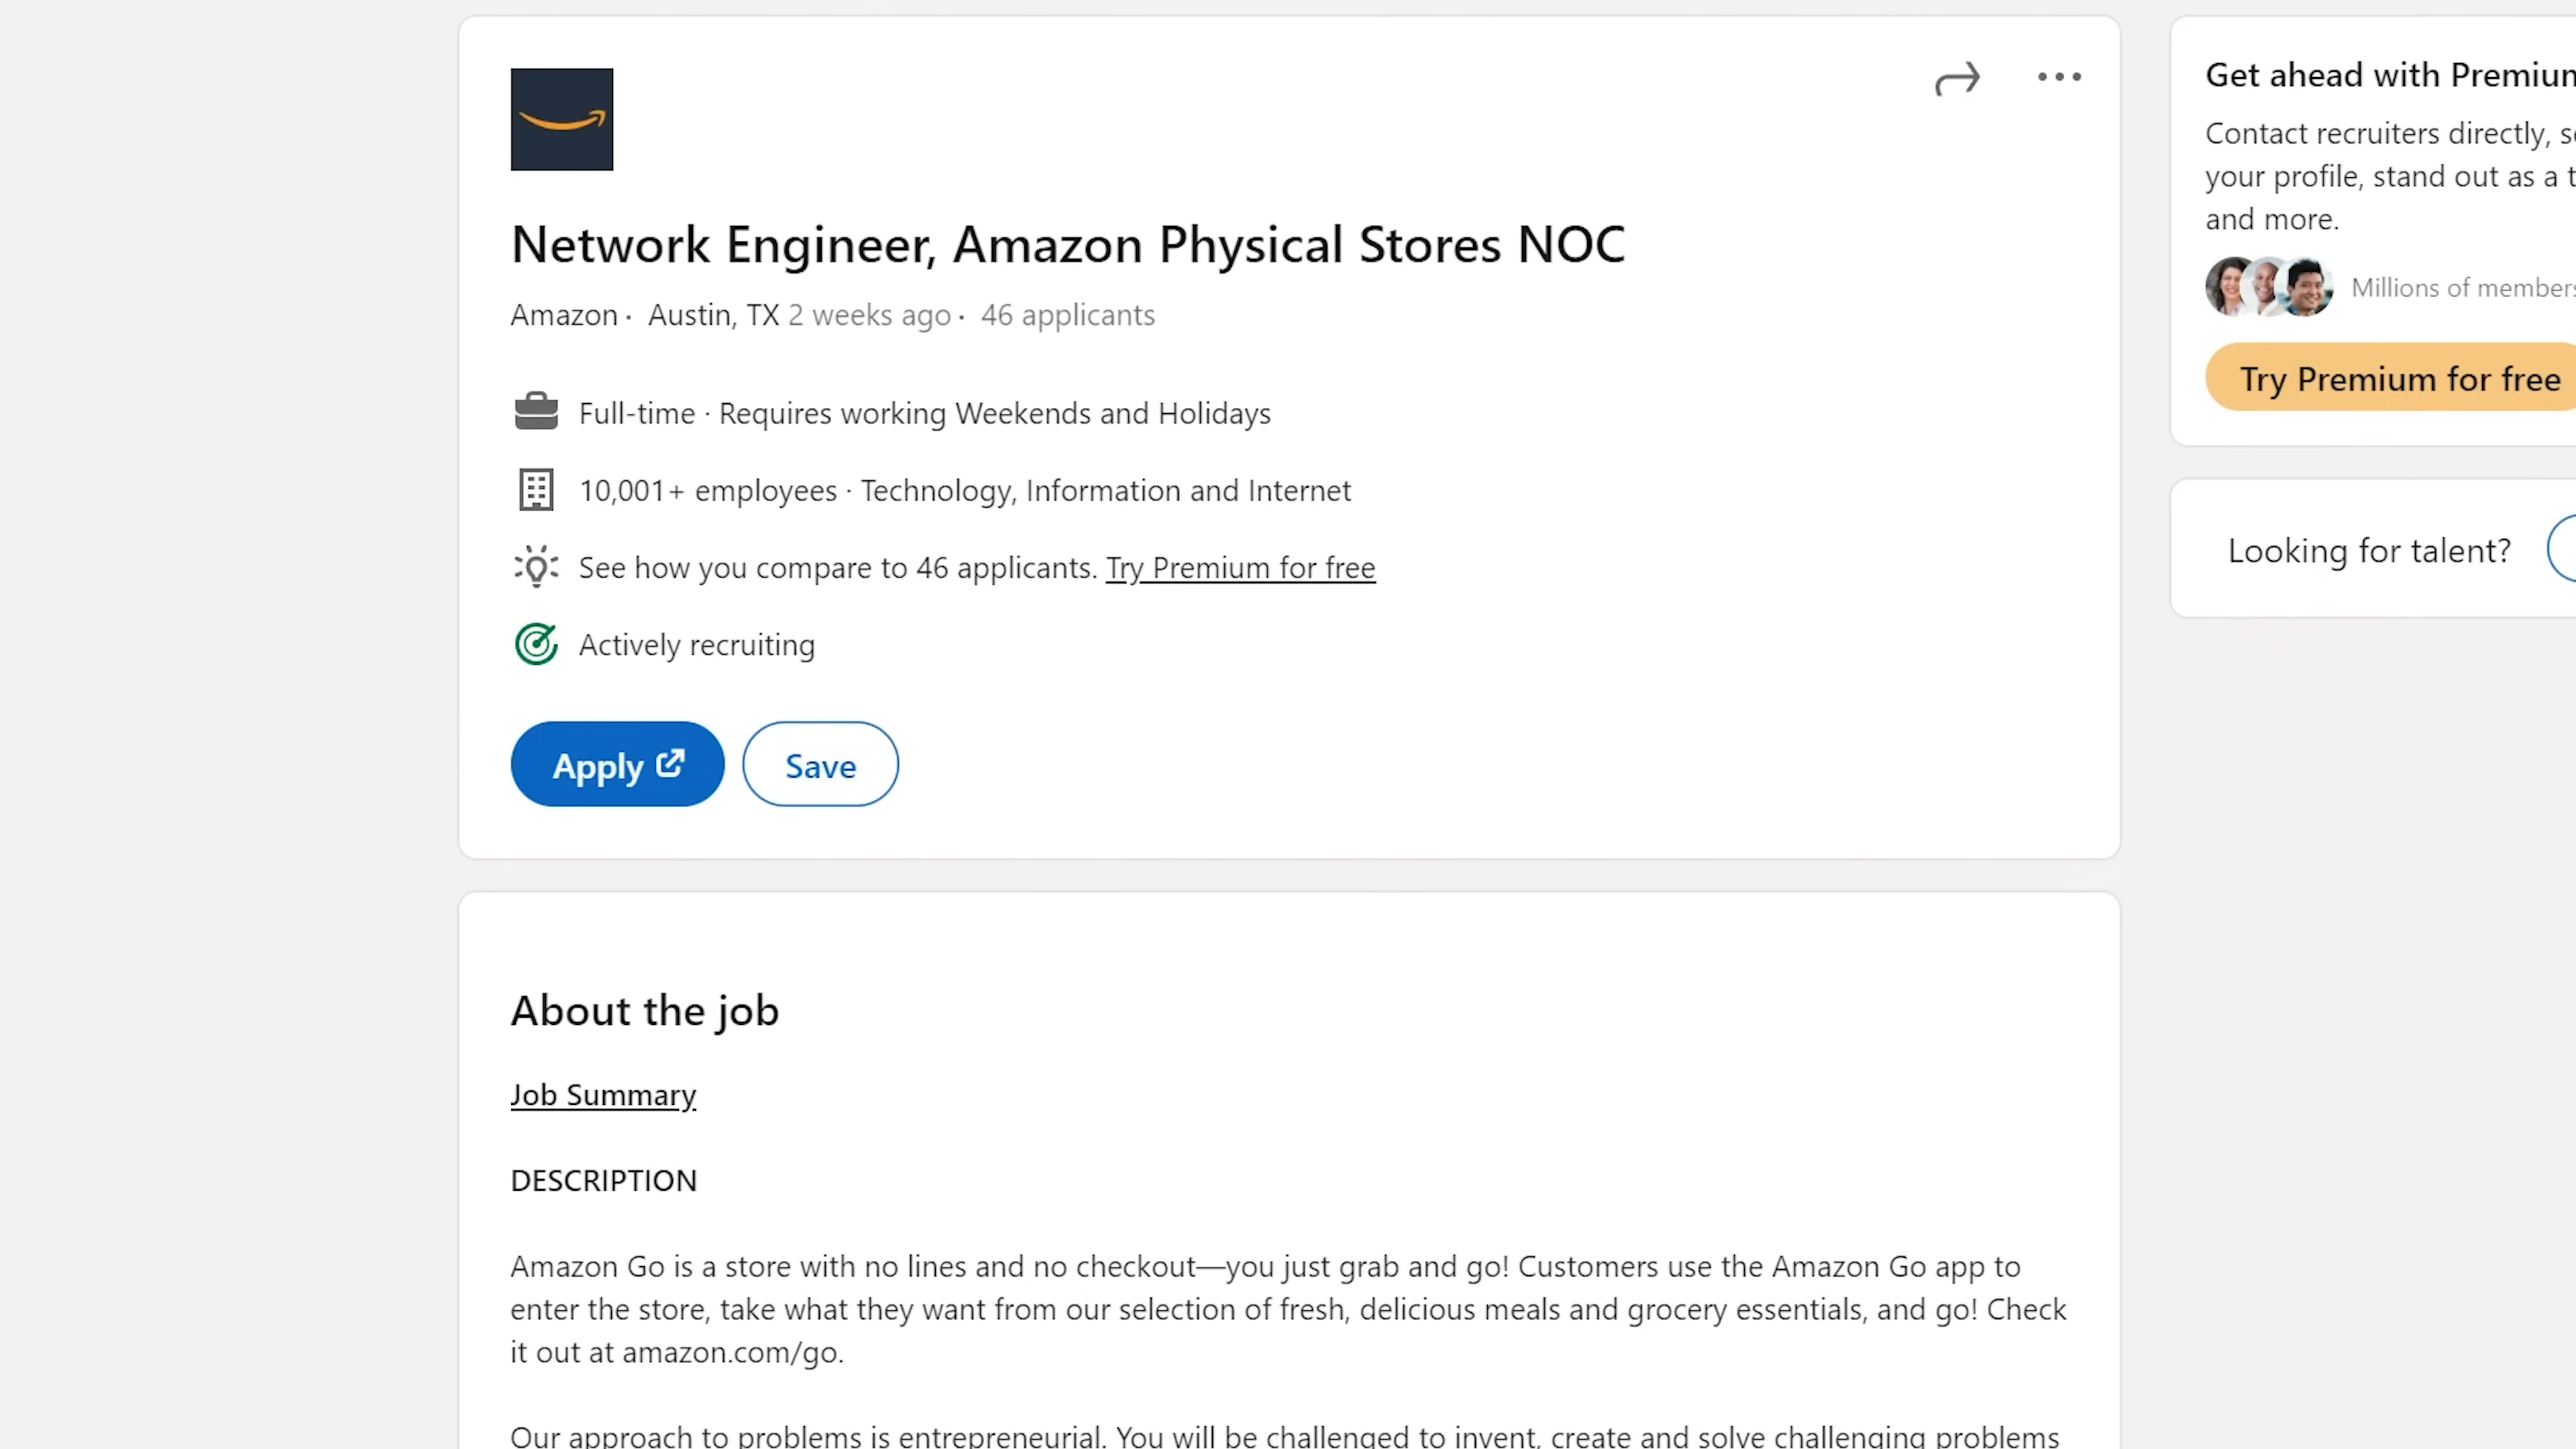 Network Engineer, Amazon Physical Stores NOC
Amazon · Austin, TX 2 weeks ago · 46 applicants
Full-time · Requires working Weekends and Holidays
10,001+ employees · Technology, Information and Internet
See how you compare to 46 applicants. Try Premium for free
Actively recruiting
Apply
Save
About the job
Job Summary
DESCRIPTION
Amazon Go is a store with no lines and no checkout—you just grab and go! Customers use the Amazon Go app to
enter the store, take what they want from our selection of fresh, delicious meals and grocery essentials, and go! Check
it out at amazon.com/go.
Our approach to problems is entrepreneurial. You will be challenged to invent, create and solve challenging problems
Get ahead with
Contact recruiters directly,
your profile, stand out as a
and more.
Millions of
Try Premium for free
Looking for talent?